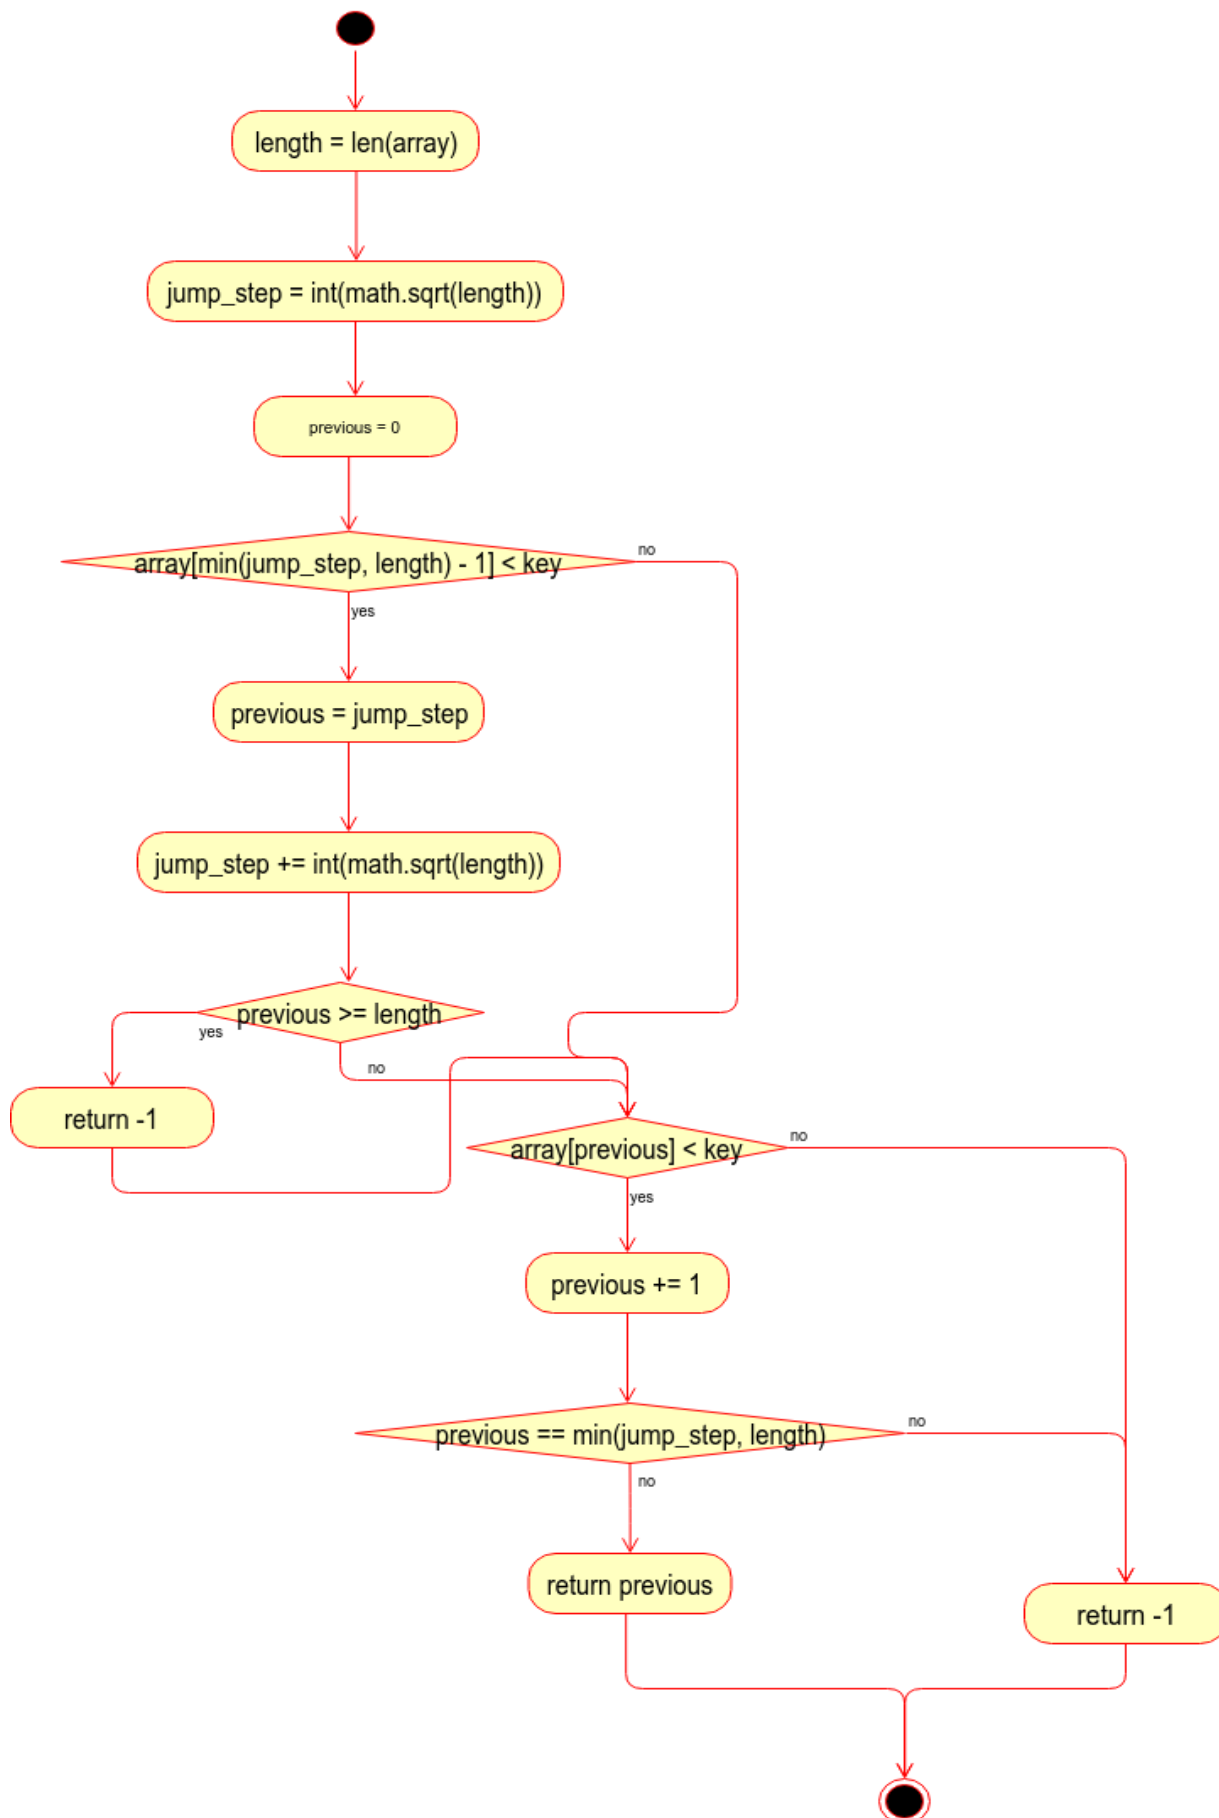 length = len(array)
jump_step = int(math.sqrt(length))
previous = 0
array[min(jump_step, length) - 1] < key
no
yes
previous = jump_step
jump_step += int(math.sqrt(length))
previous >= length
yes
no
return -1
array[previous] < key
no
yes
previous += 1
previous == min(jump_step, length)
no
no
return previous
return -1